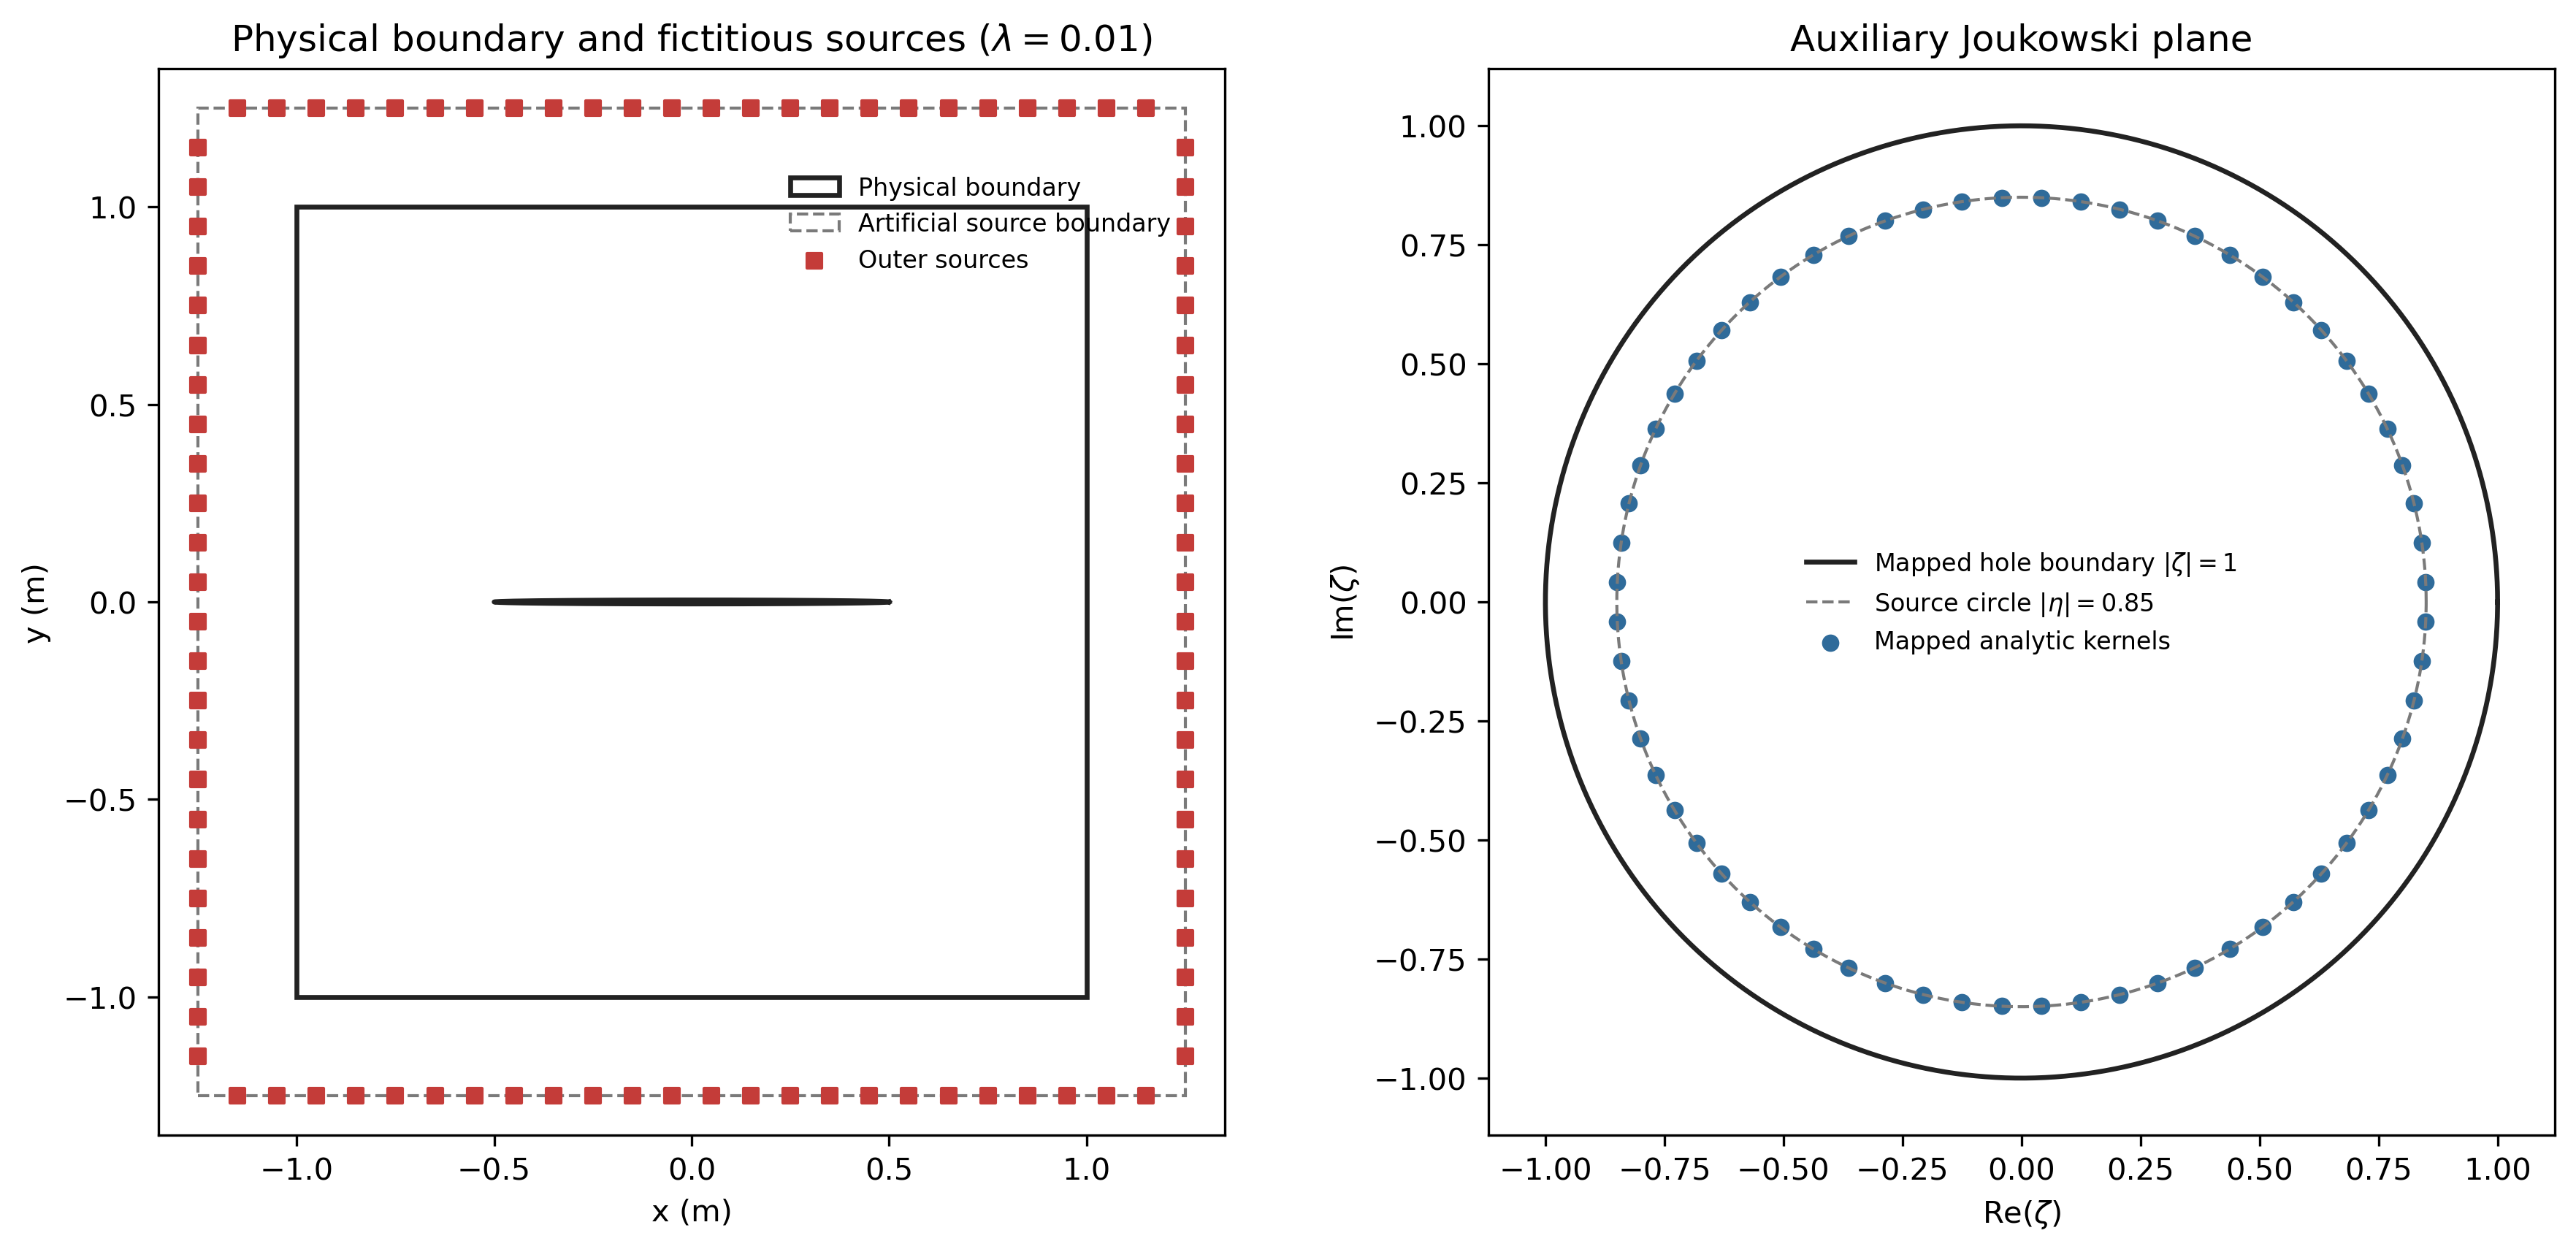 Physical boundary and fictitious sources (λ = 0.01)
Physical boundary
Artificial source boundary
Outer sources
1.0
0.5
0.0
−0.5
−1.0
y (m)
−1.0 −0.5 0.0 0.5 1.0
x (m)
Auxiliary Joukowski plane
1.00
0.75
0.50
0.25
0.00
−0.25
−0.50
−0.75
−1.00
Im(ζ)
Mapped hole boundary |ζ| = 1
Source circle |η| = 0.85
Mapped analytic kernels
−1.00 −0.75 −0.50 −0.25 0.00 0.25 0.50 0.75 1.00
Re(ζ)